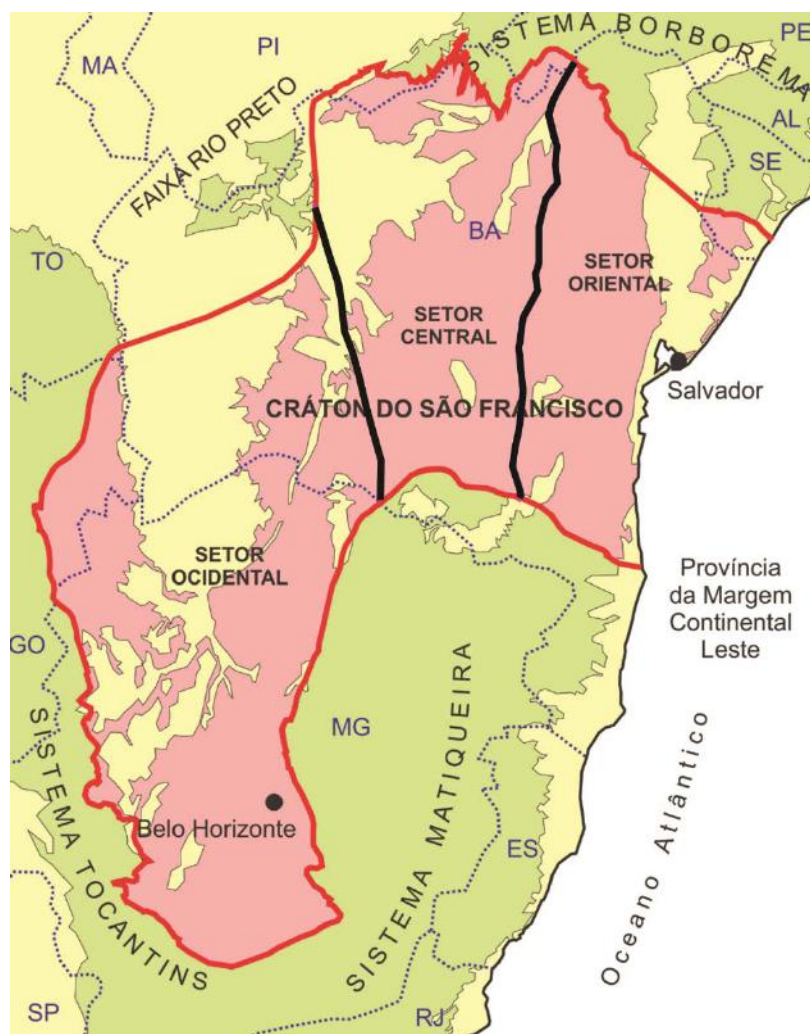 SISTEMA BORBOREMA
PE
PI
MA
AL
FAIXA RIO PRETO
SE
BA
TO
SETOR
ORIENTAL
SETOR
CENTRAL
Salvador
CRÁTON DO SÃO FRANCISCO
SETOR
OCIDENTAL
Província
da Margem
Continental
Leste
GO
SISTEMA TOCANTINS
MG
SISTEMA MATIQUEIRA
Oceano Atlântico
Belo Horizonte
ES
SP
RJ